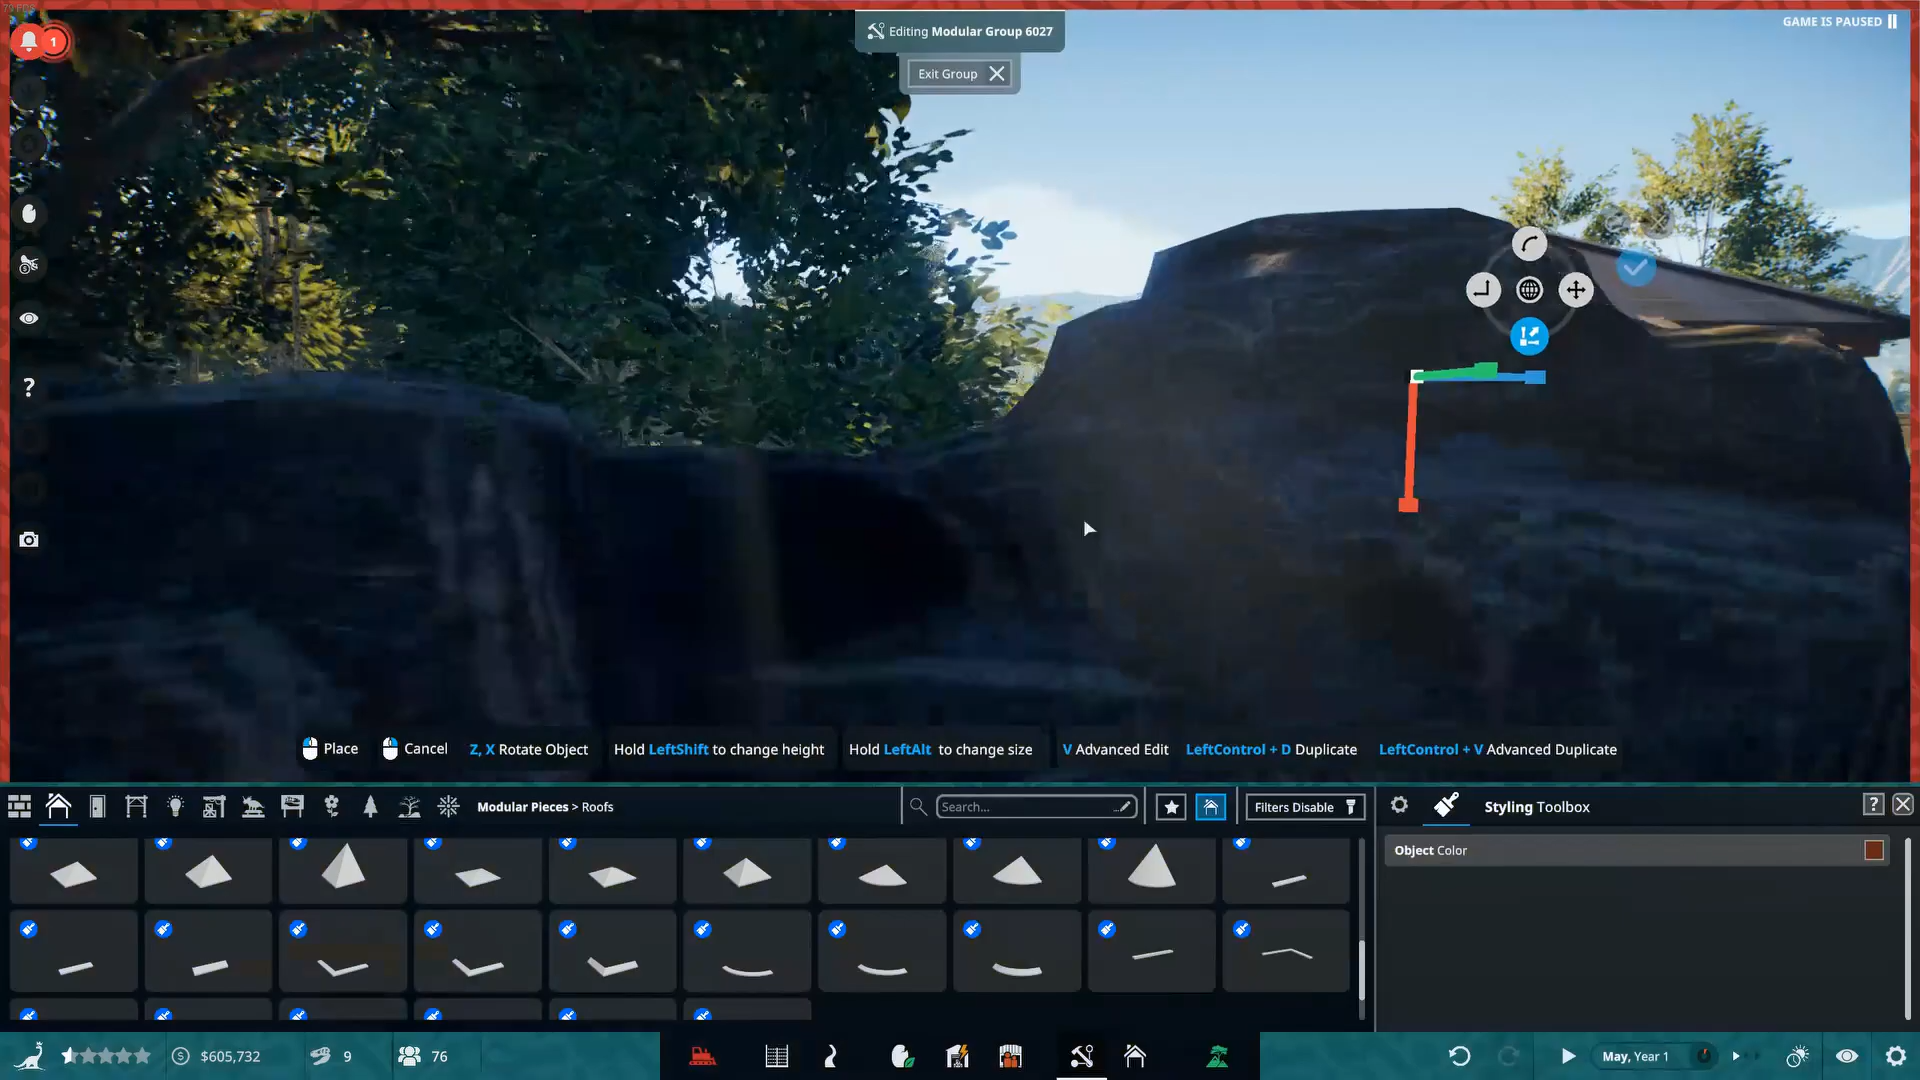 79 FPS
1
Editing Modular Group 6027
Exit Group
GAME IS PAUSED
?
Place
Cancel
Z, X Rotate Object
Hold LeftShift to change height
Hold LeftAlt to change size
V Advanced Edit
LeftControl + D Duplicate
LeftControl + V Advanced Duplicate
Modular Pieces > Roofs
Search...
Filters Disable
Styling Toolbox
?
Object Color
$605,732
9
76
May, Year 1